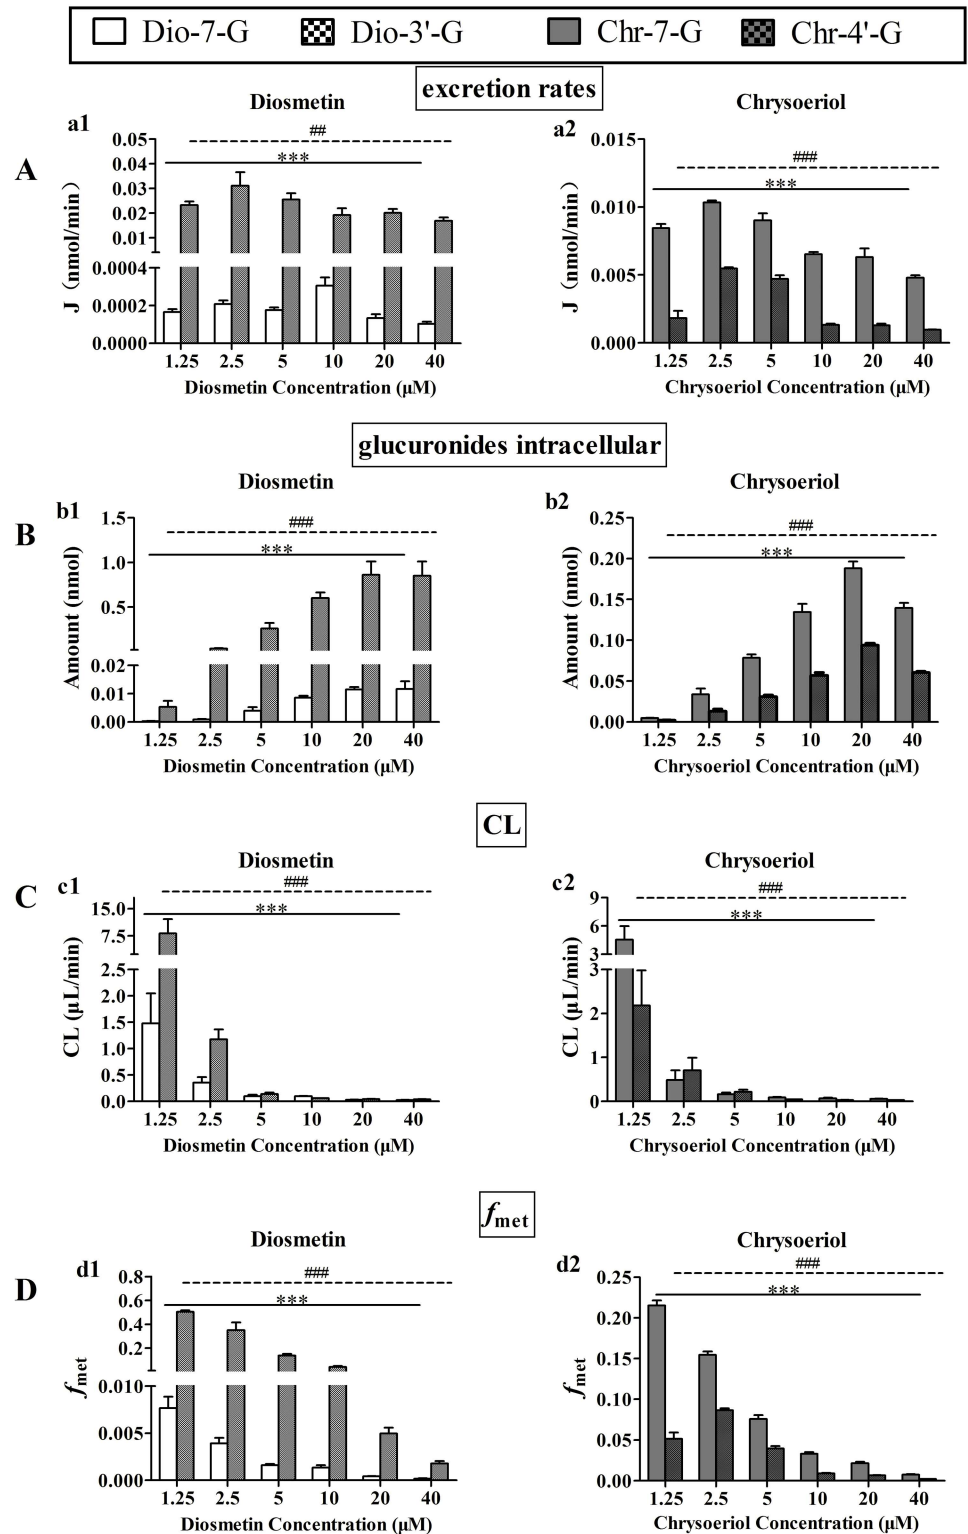 Dio-7-G Dio-3'-G Chr-7-G Chr-4'-G
excretion rates
Diosmetin Chrysoeriol
A
a1 a2
##
***
0.05
0.04
0.03
0.02
0.01
0.0004
0.0002
0.0000
J (nmol/min)
1.25 2.5 5 10 20 40
Diosmetin Concentration (μM)
###
***
0.015
0.010
0.005
0.000
J (nmol/min)
1.25 2.5 5 10 20 40
Chrysoeriol Concentration (μM)
glucuronides intracellular
Diosmetin Chrysoeriol
B
b1 b2
###
***
1.5
1.0
0.5
0.02
0.01
0.00
Amount (nmol)
1.25 2.5 5 10 20 40
Diosmetin Concentration (μM)
###
***
0.25
0.20
0.15
0.10
0.05
0.00
Amount (nmol)
1.25 2.5 5 10 20 40
Chrysoeriol Concentration (μM)
CL
Diosmetin Chrysoeriol
C
c1 c2
###
***
15.0
7.5
2.5
2.0
1.5
1.0
0.5
0.0
CL (μL/min)
1.25 2.5 5 10 20 40
Diosmetin Concentration (μM)
###
***
9
6
3
3
2
1
0
CL (μL/min)
1.25 2.5 5 10 20 40
Chrysoeriol Concentration (μM)
fmet
Diosmetin Chrysoeriol
D
d1 d2
###
***
0.8
0.6
0.4
0.2
0.010
0.005
0.000
fmet
1.25 2.5 5 10 20 40
Diosmetin Concentration (μM)
###
***
0.25
0.20
0.15
0.10
0.05
0.00
fmet
1.25 2.5 5 10 20 40
Chrysoeriol Concentration (μM)